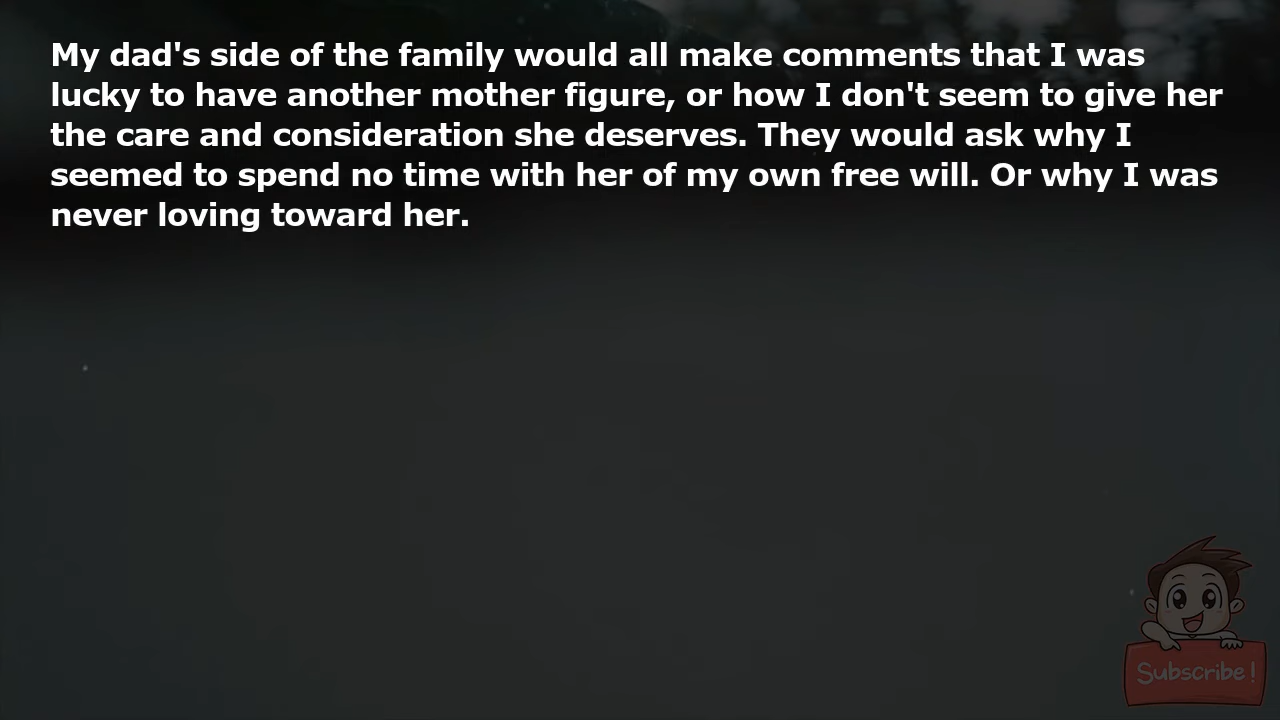 My dad's side of the family would all make comments that I was
lucky to have another mother figure, or how I don't seem to give her
the care and consideration she deserves. They would ask why I
seemed to spend no time with her of my own free will. Or why I was
never loving toward her.
Subscribe!